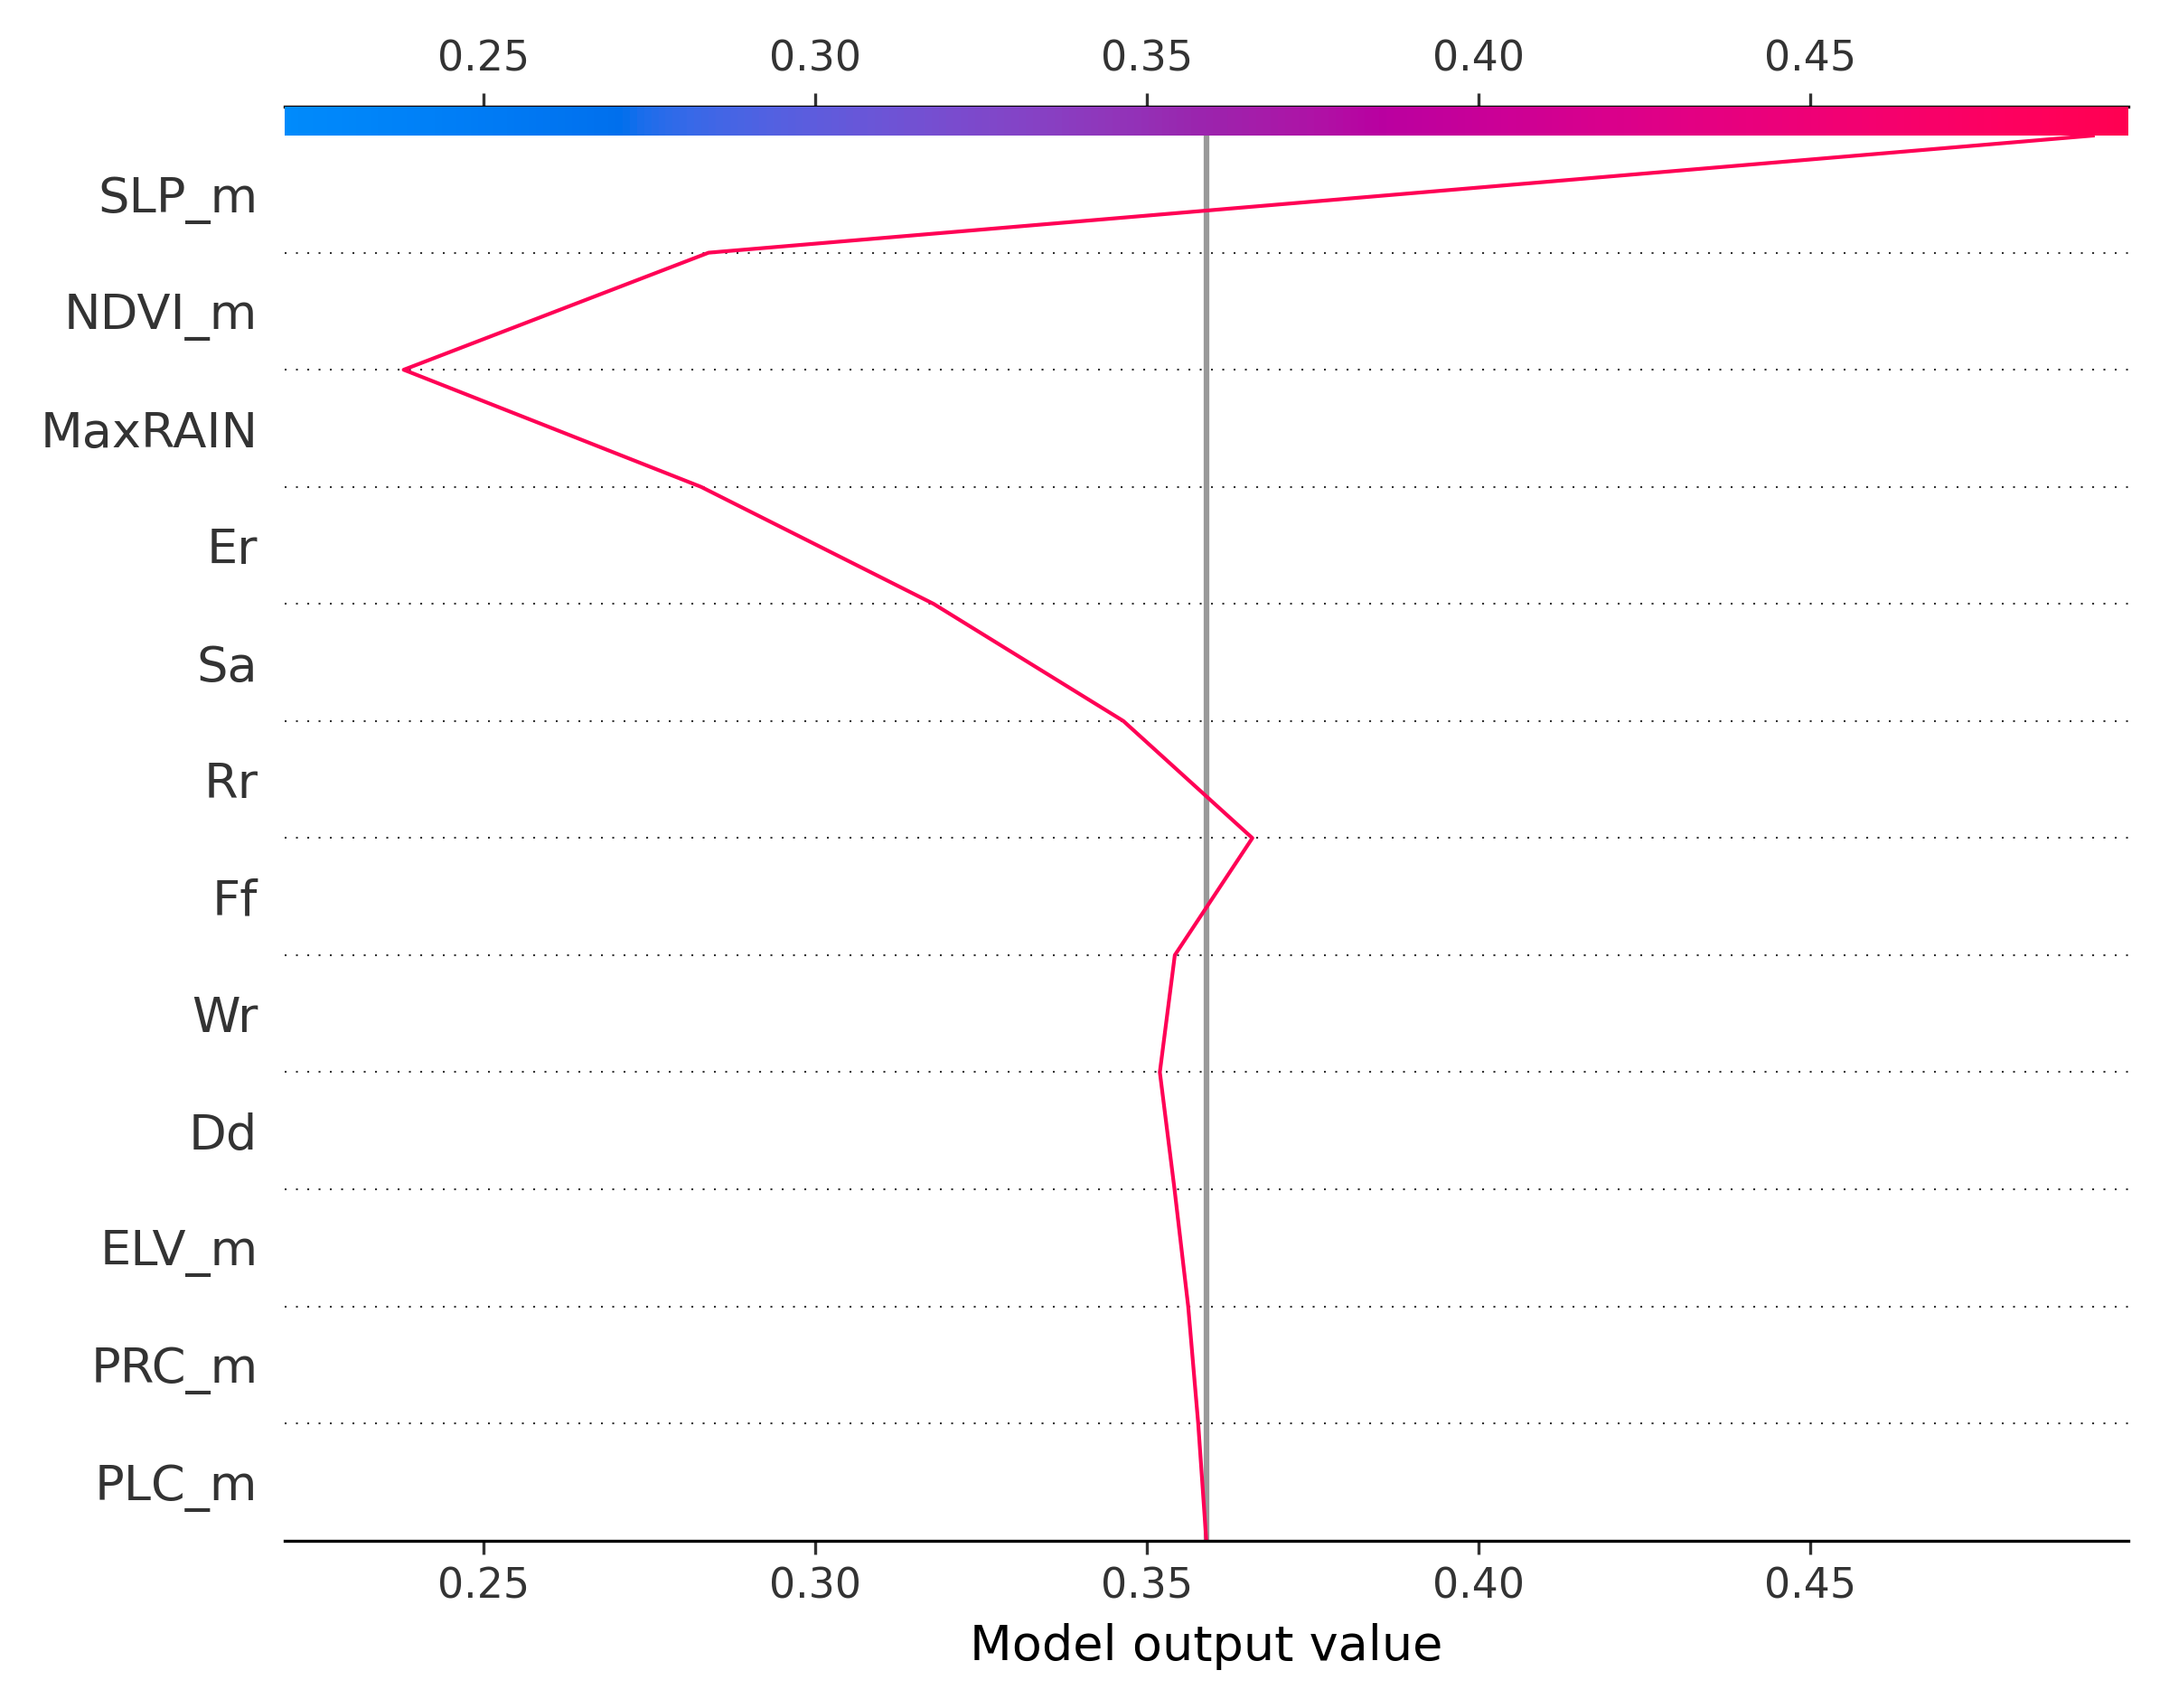 0.25 0.30 0.35 0.40 0.45
SLP_m
NDVI_m
MaxRAIN
Er
Sa
Rr
Ff
Wr
Dd
ELV_m
PRC_m
PLC_m
0.25 0.30 0.35 0.40 0.45
Model output value